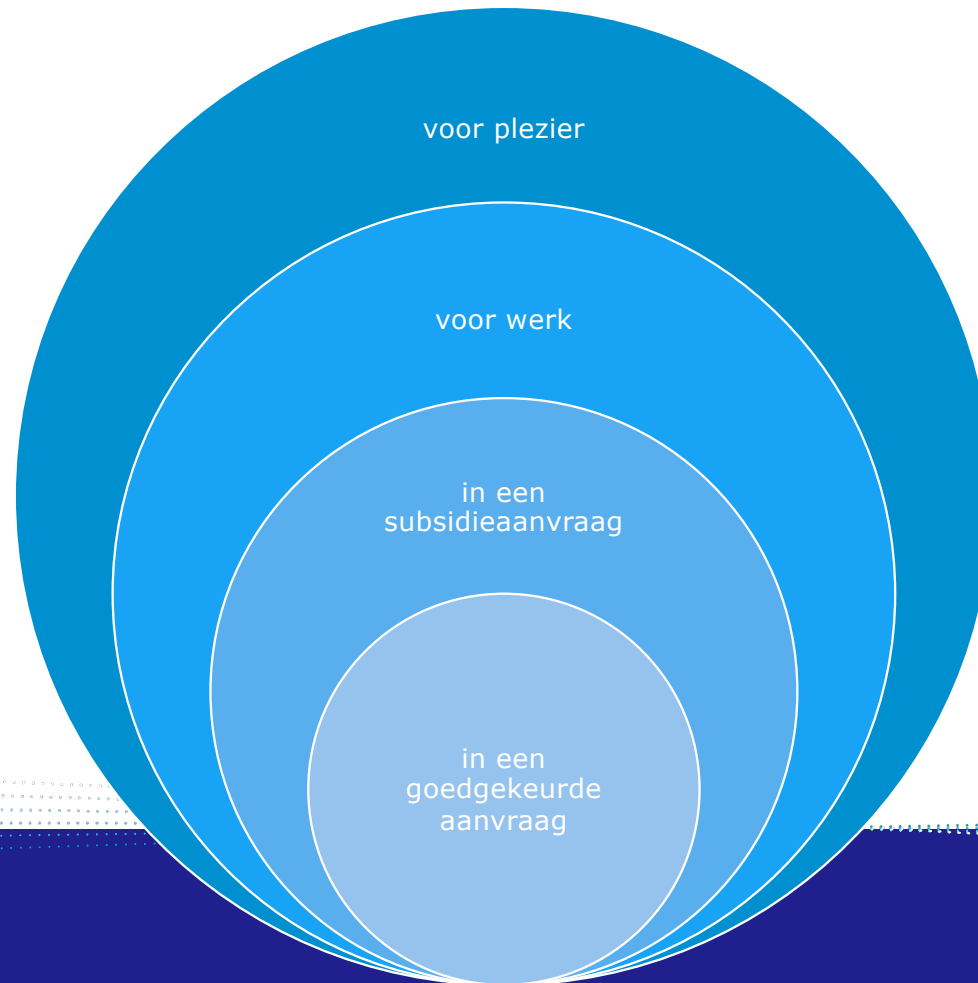 voor plezier
voor werk
in een
subsidieaanvraag
in een
goedgekeurde
aanvraag